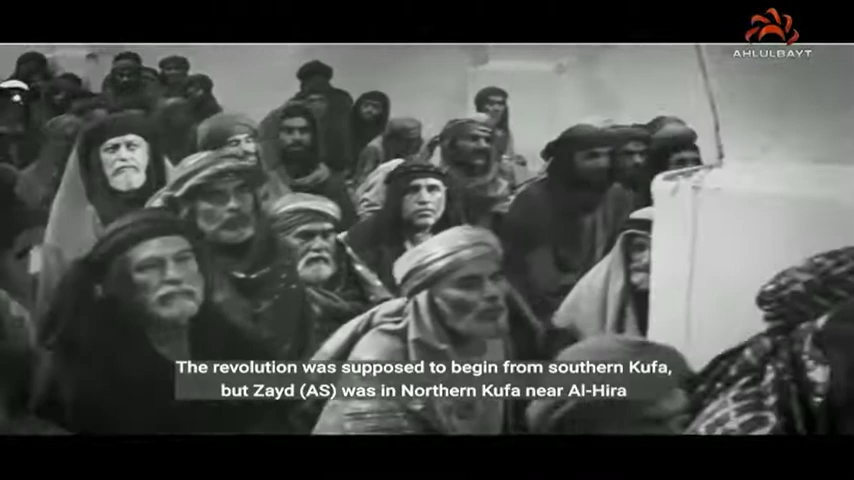 AHLULBAYT
The revolution was supposed to begin from southern Kufa,
but Zayd (AS) was in Northern Kufa near Al-Hira